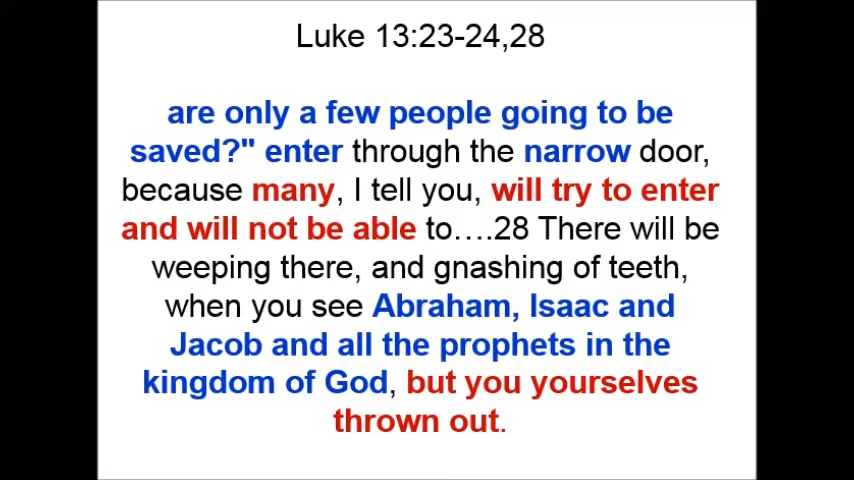 Luke 13:23-24,28
are only a few people going to be
saved?" enter through the narrow door,
because many, I tell you, will try to enter
and will not be able to….28 There will be
weeping there, and gnashing of teeth,
when you see Abraham, Isaac and
Jacob and all the prophets in the
kingdom of God, but you yourselves
thrown out.